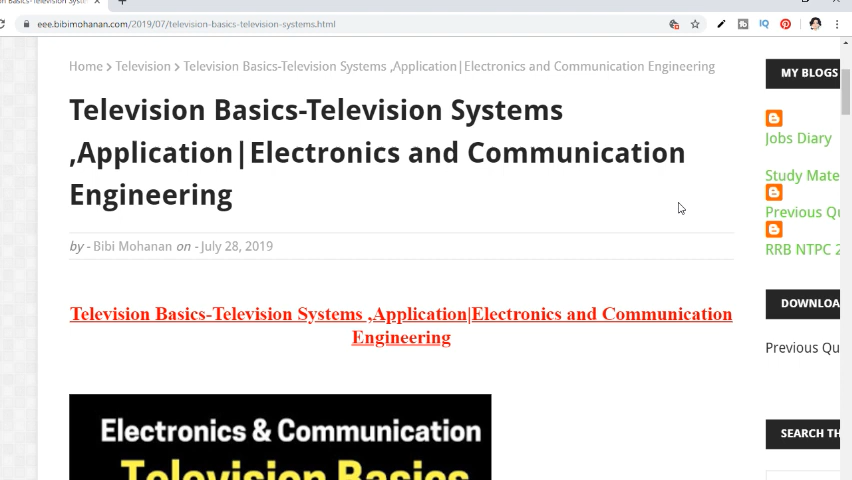 eee.bibimohanan.com/2019/07/television-basics-television-systems.html
Home > Television > Television Basics-Television Systems ,Application|Electronics and Communication Engineering
Television Basics-Television Systems
,Application|Electronics and Communication
Engineering
by - Bibi Mohanan on - July 28, 2019
Television Basics-Television Systems ,Application|Electronics and Communication
Engineering
Electronics & Communication
Television Basics
MY BLOGS
Jobs Diary
Study Mate
Previous Qu
RRB NTPC 2
DOWNLOA
Previous Qu
SEARCH TH